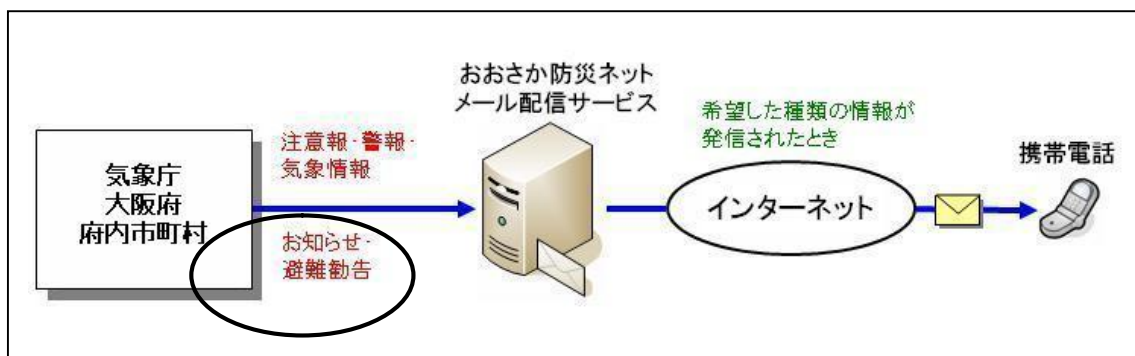 気象庁
大阪府
府内市町村
注意報・警報・
気象情報
お知らせ・
避難勧告
おおさか防災ネット
メール配信サービス
希望した種類の情報が
発信されたとき
インターネット
携帯電話